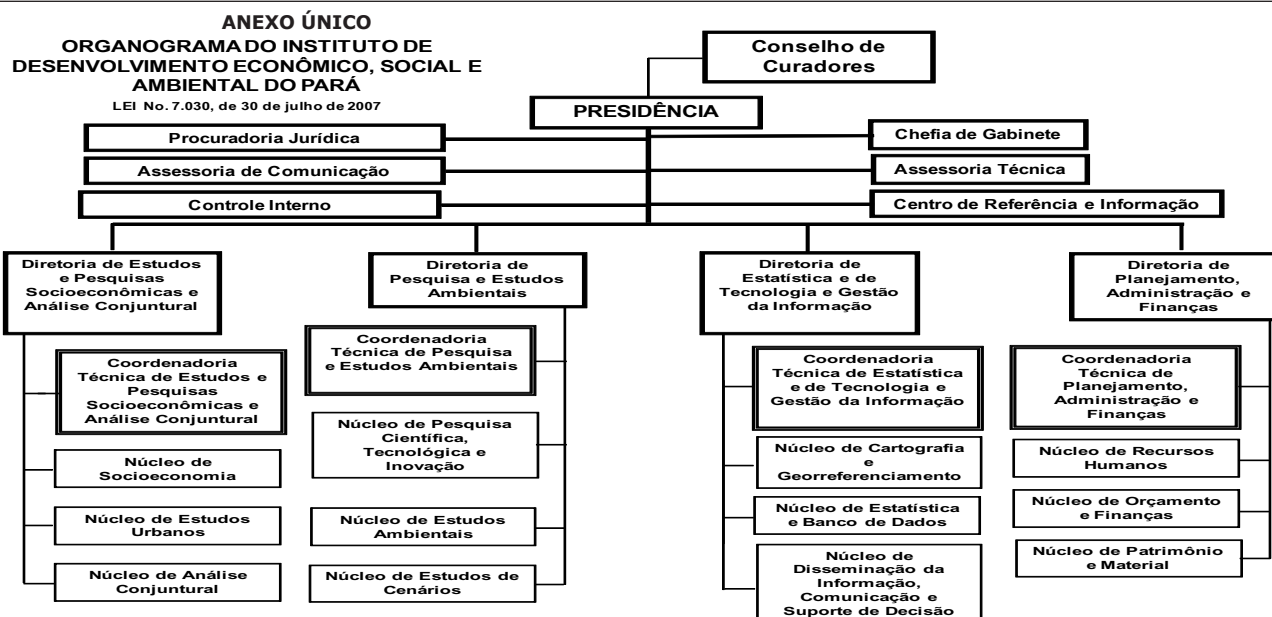 ANEXO ÚNICO
ORGANOGRAMA DO INSTITUTO DE
DESENVOLVIMENTO ECONÔMICO, SOCIAL E
AMBIENTAL DO PARÁ
LEI No. 7.030, de 30 de julho de 2007
Conselho de
Curadores
PRESIDÊNCIA
Procuradoria Jurídica
Chefia de Gabinete
Assessoria de Comunicação
Assessoria Técnica
Controle Interno
Centro de Referência e Informação
Diretoria de Estudos
e Pesquisas
Socioeconômicas e
Análise Conjuntural
Diretoria de
Pesquisa e Estudos
Ambientais
Diretoria de
Estatística e de
Tecnologia e Gestão
da Informação
Diretoria de
Planejamento,
Administração e
Finanças
Coordenadoria
Técnica de Estudos e
Pesquisas
Socioeconômicas e
Análise Conjuntural
Núcleo de
Socioeconomia
Núcleo de Estudos
Urbanos
Núcleo de Análise
Conjuntural
Coordenadoria
Técnica de Pesquisa
e Estudos Ambientais
Núcleo de Pesquisa
Científica,
Tecnológica e
Inovação
Núcleo de Estudos
Ambientais
Núcleo de Estudos de
Cenários
Coordenadoria
Técnica de Estatística
e de Tecnologia e
Gestão da Informação
Núcleo de Cartografia
e
Georreferenciamento
Núcleo de Estatística
e Banco de Dados
Núcleo de
Disseminação da
Informação,
Comunicação e
Suporte de Decisão
Coordenadoria
Técnica de
Planejamento,
Administração e
Finanças
Núcleo de Recursos
Humanos
Núcleo de Orçamento
e Finanças
Núcleo de Patrimônio
e Material